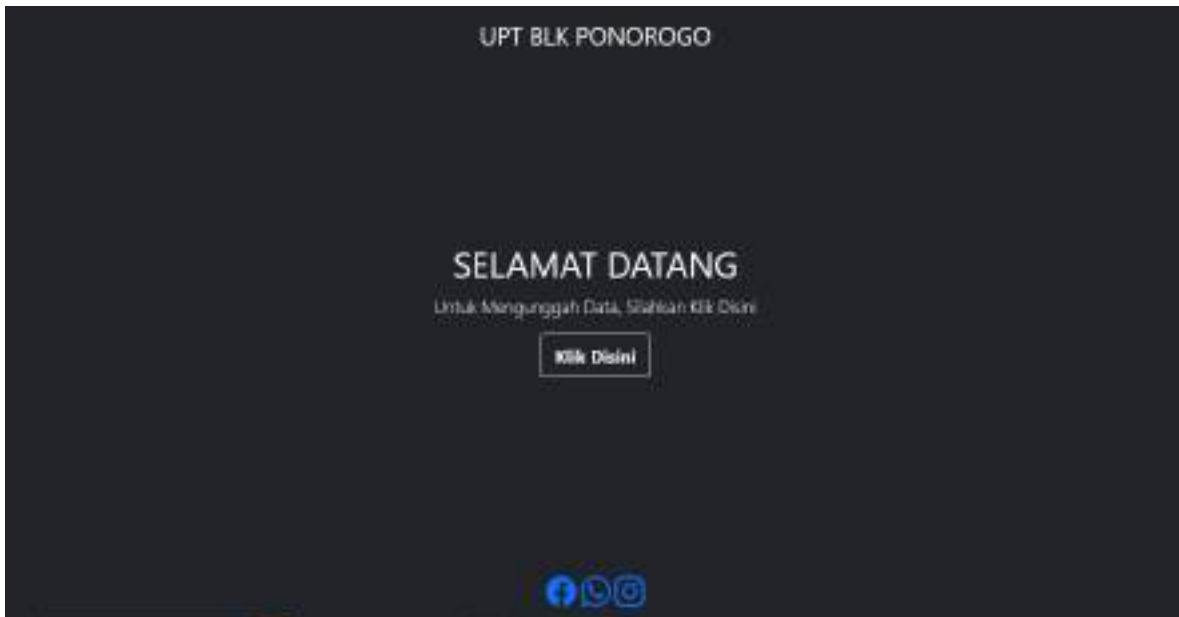 UPT BLK PONOROGO
SELAMAT DATANG
Untuk Mengunggah Data, Silahkan Klik Disini
Klik Disini